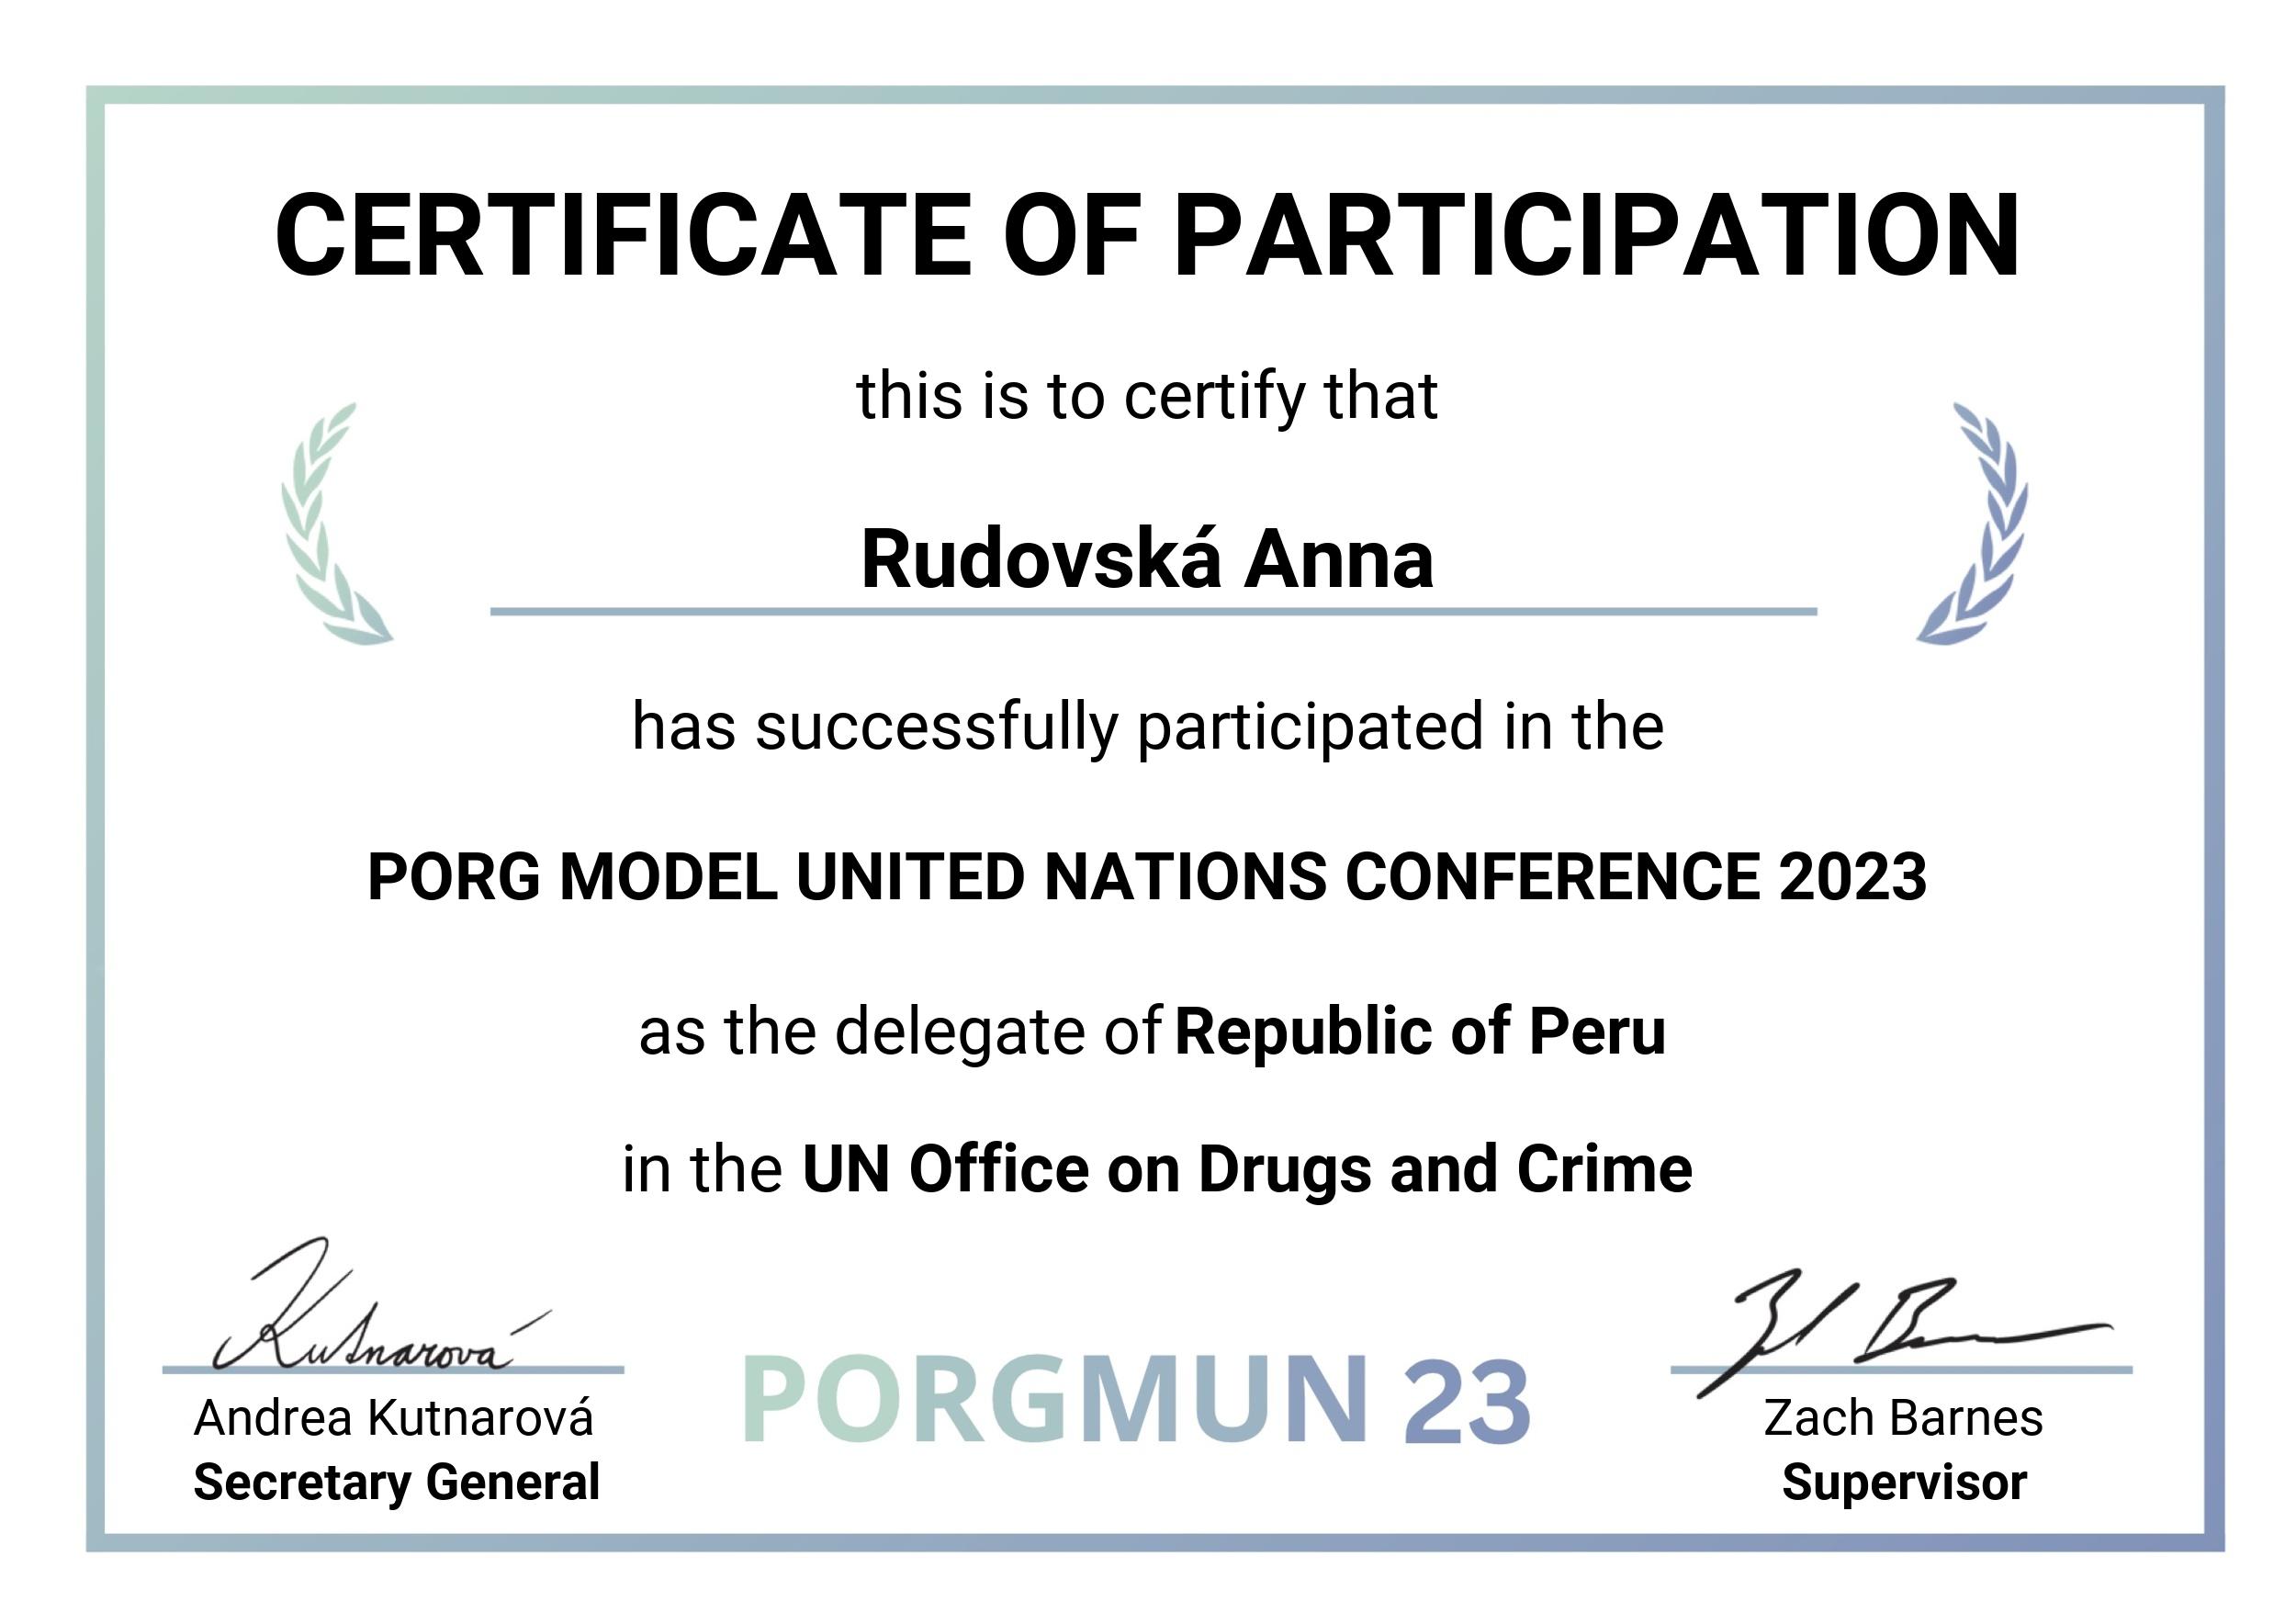 CERTIFICATE OF PARTICIPATION
this is to certify that
Rudovská Anna
has successfully participated in the
PORG MODEL UNITED NATIONS CONFERENCE 2023
as the delegate of Republic of Peru
in the UN Office on Drugs and Crime
Kutnarová
Andrea Kutnarová
Secretary General
PORGMUN 23
Zach Barnes
Supervisor